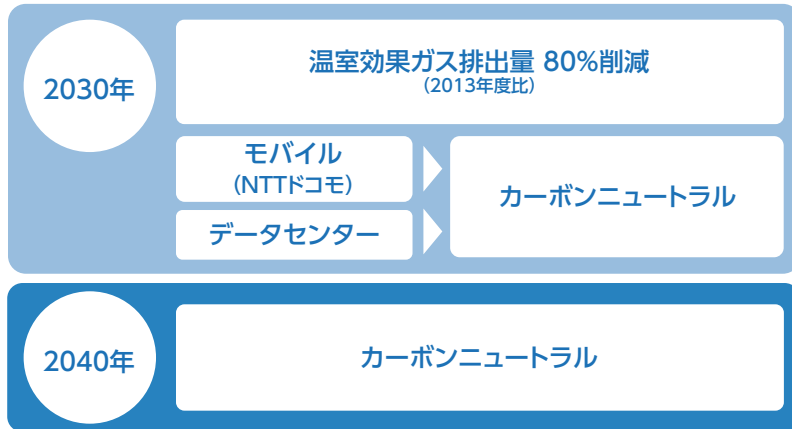 2030年
温室効果ガス排出量 80%削減
(2013年度比)
モバイル
(NTTドコモ)
データセンター
カーボンニュートラル
2040年
カーボンニュートラル